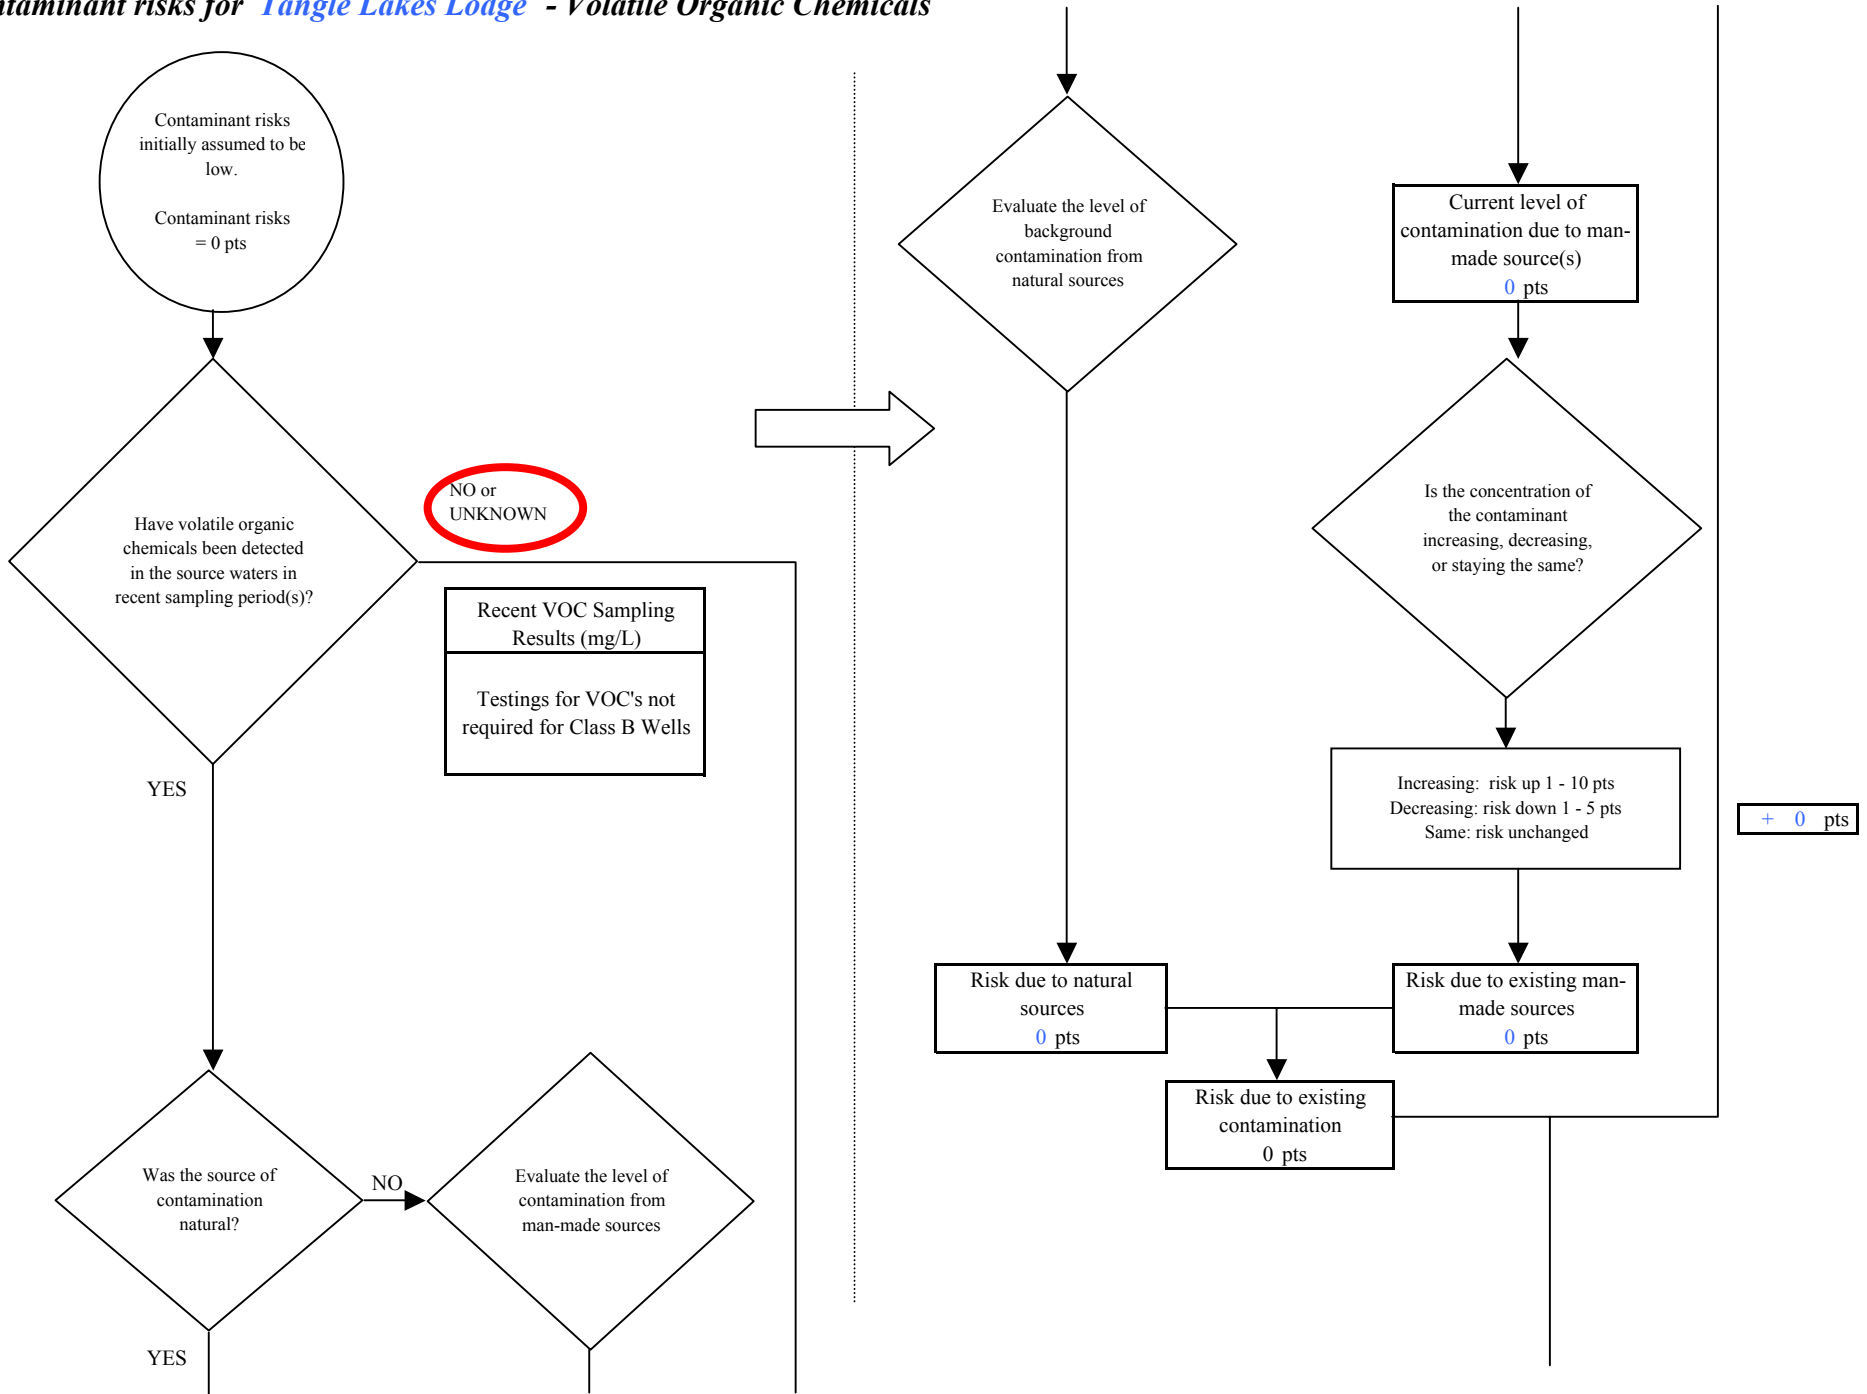 ntaminant risks for Tangle Lakes Lodge - Volatile Organic Chemicals
Contaminant risks
initially assumed to be
low.
Contaminant risks
= 0 pts
Have volatile organic
chemicals been detected
in the source waters in
recent sampling period(s)?
NO or
UNKNOWN
Recent VOC Sampling
Results (mg/L)
Testings for VOC's not
required for Class B Wells
YES
Was the source of
contamination
natural?
NO
Evaluate the level of
contamination from
man-made sources
YES
Evaluate the level of
background
contamination from
natural sources
Current level of
contamination due to man-
made source(s)
0 pts
Is the concentration of
the contaminant
increasing, decreasing,
or staying the same?
Increasing: risk up 1 - 10 pts
Decreasing: risk down 1 - 5 pts
Same: risk unchanged
+ 0 pts
Risk due to natural
sources
0 pts
Risk due to existing man-
made sources
0 pts
Risk due to existing
contamination
0 pts